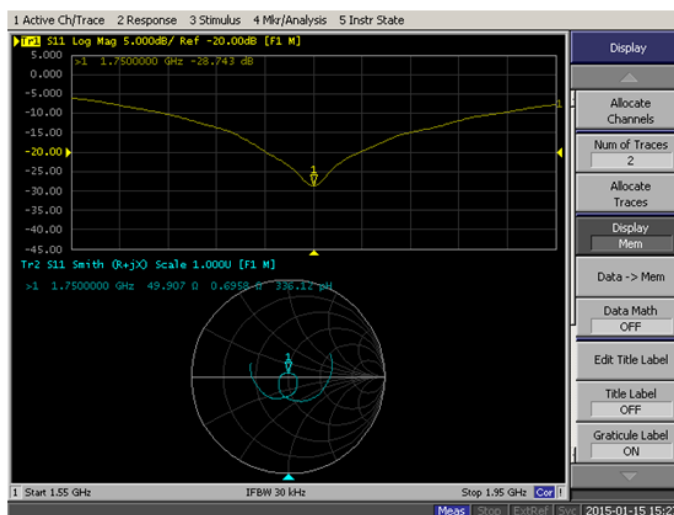 1 Active Ch/Trace 2 Response 3 Stimulus 4 Mkr/Analysis 5 Instr State
Tr1 S11 Log Mag 5.000dB/ Ref -20.00dB [F1 M]
>1 1.7500000 GHz -28.743 dB
5.000
0.000
-5.000
-10.00
-15.00
-20.00
-25.00
-30.00
-35.00
-40.00
-45.00
1
1
Tr2 S11 Smith (R+jX) Scale 1.000U [F1 M]
>1 1.7500000 GHz 49.907 Ω 0.6958 Ω 336.12 pH
1
1 Start 1.55 GHz IFBW 30 kHz Stop 1.95 GHz Cor !
Display
Allocate
Channels
Num of Traces
2
Allocate
Traces
Display
Mem
Data -> Mem
Data Math
OFF
Edit Title Label
Title Label
OFF
Graticule Label
ON
Meas Stop ExtRef Svc 2015-01-15 15:2